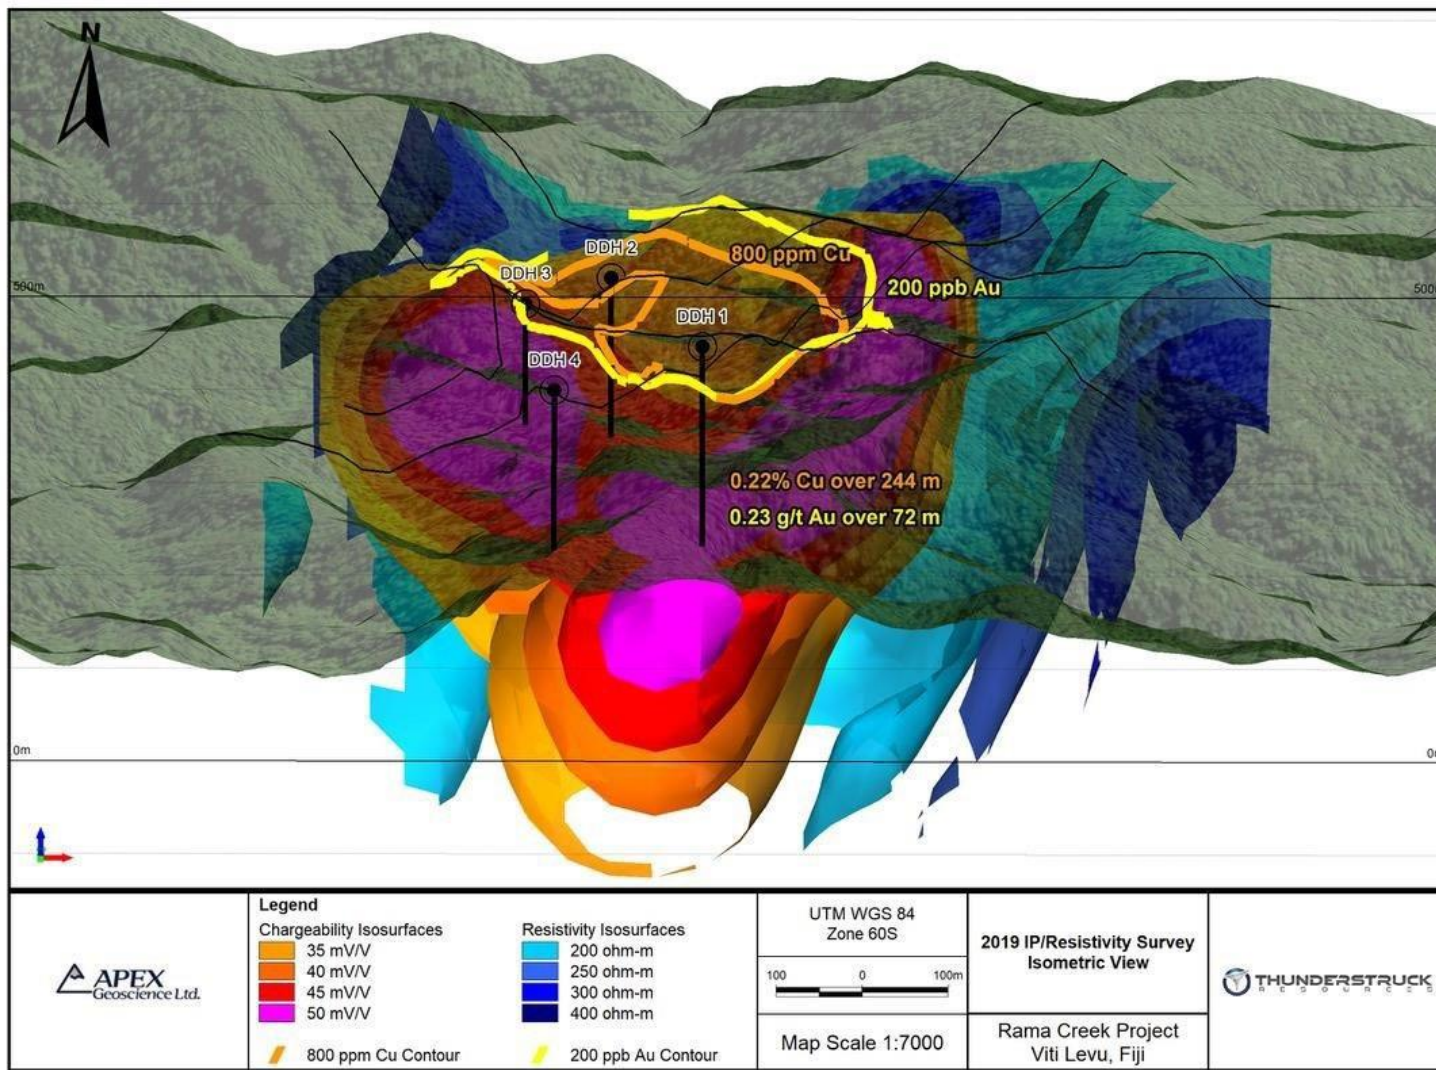 N
DDH 2
800 ppm Cu
DDH 3
500m
200 ppb Au
500
DDH 1
DDH 4
0.22% Cu over 244 m
0.23 g/t Au over 72 m
0m
0
APEX
Geoscience Ltd.
Legend
Chargeability Isosurfaces
35 mV/V
40 mV/V
45 mV/V
50 mV/V
800 ppm Cu Contour
Resistivity Isosurfaces
200 ohm-m
250 ohm-m
300 ohm-m
400 ohm-m
200 ppb Au Contour
UTM WGS 84
Zone 60S
100 0 100m
Map Scale 1:7000
2019 IP/Resistivity Survey
Isometric View
Rama Creek Project
Viti Levu, Fiji
THUNDERSTRUCK
RESOURCES